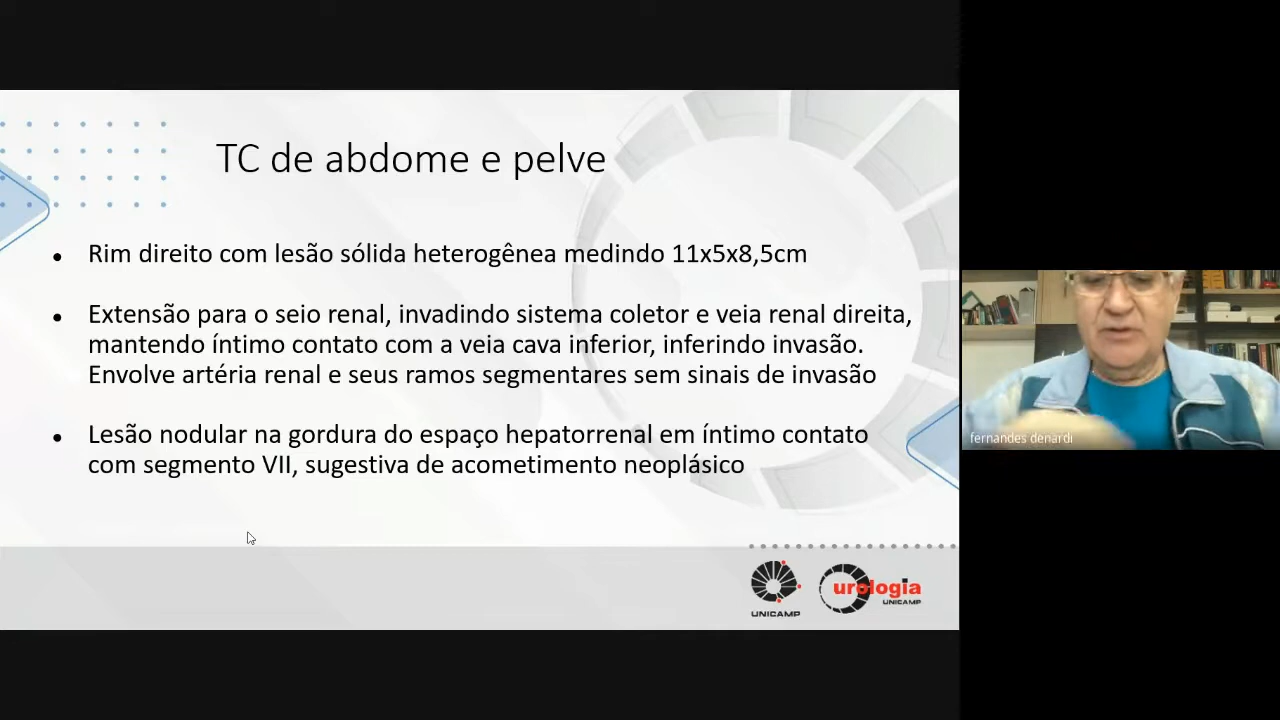 TC de abdome e pelve
• Rim direito com lesão sólida heterogênea medindo 11x5x8,5cm
• Extensão para o seio renal, invadindo sistema coletor e veia renal direita,
mantendo íntimo contato com a veia cava inferior, inferindo invasão.
Envolve artéria renal e seus ramos segmentares sem sinais de invasão
• Lesão nodular na gordura do espaço hepatorrenal em íntimo contato
com segmento VII, sugestiva de acometimento neoplásico
UNICAMP
urologia
UNICAMP
fernandes denardi